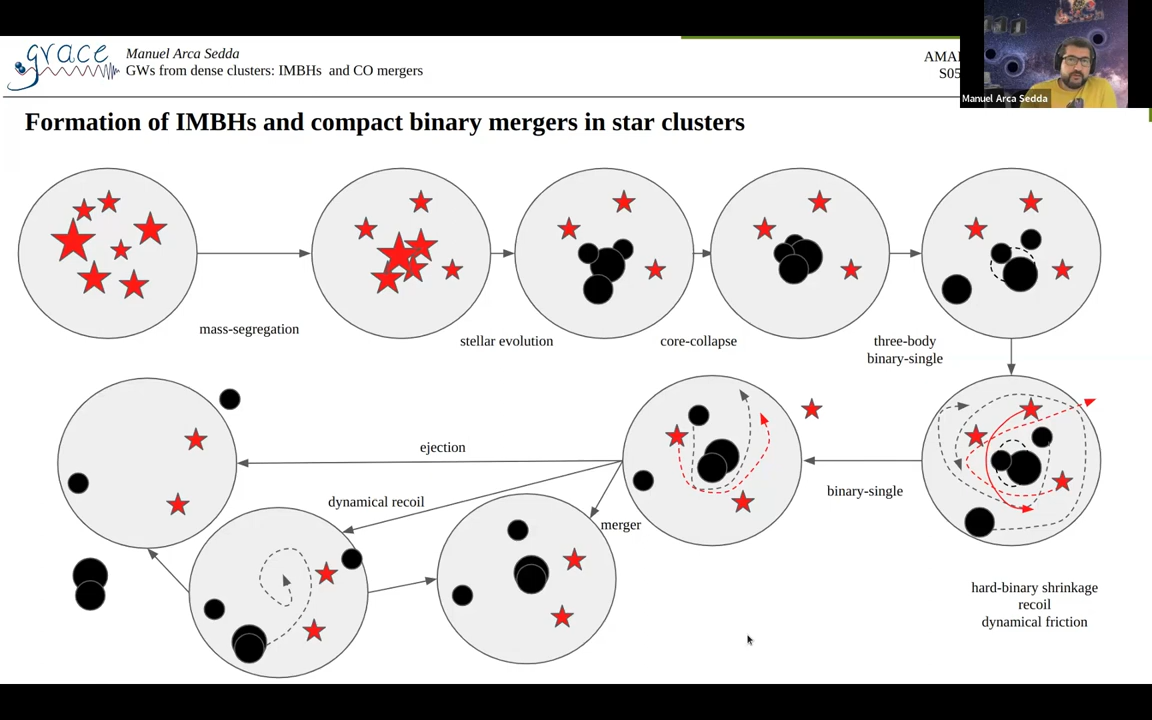 grace
Manuel Arca Sedda
GWs from dense clusters: IMBHs and CO mergers
AMA
S05
Manuel Arca Sedda
Formation of IMBHs and compact binary mergers in star clusters
mass-segregation
stellar evolution
core-collapse
three-body
binary-single
ejection
dynamical recoil
merger
binary-single
hard-binary shrinkage
recoil
dynamical friction